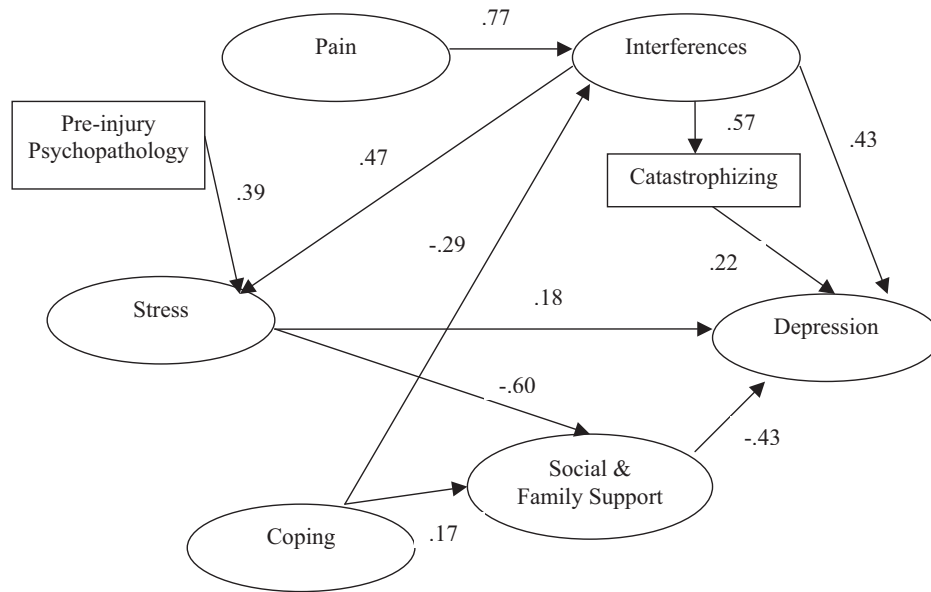 .77
Pain
Interferences
Pre-injury
Psychopathology
.57
.47
.43
Catastrophizing
.39
-.29
.22
Stress
.18
Depression
-.60
-.43
Social &
Family Support
Coping
.17